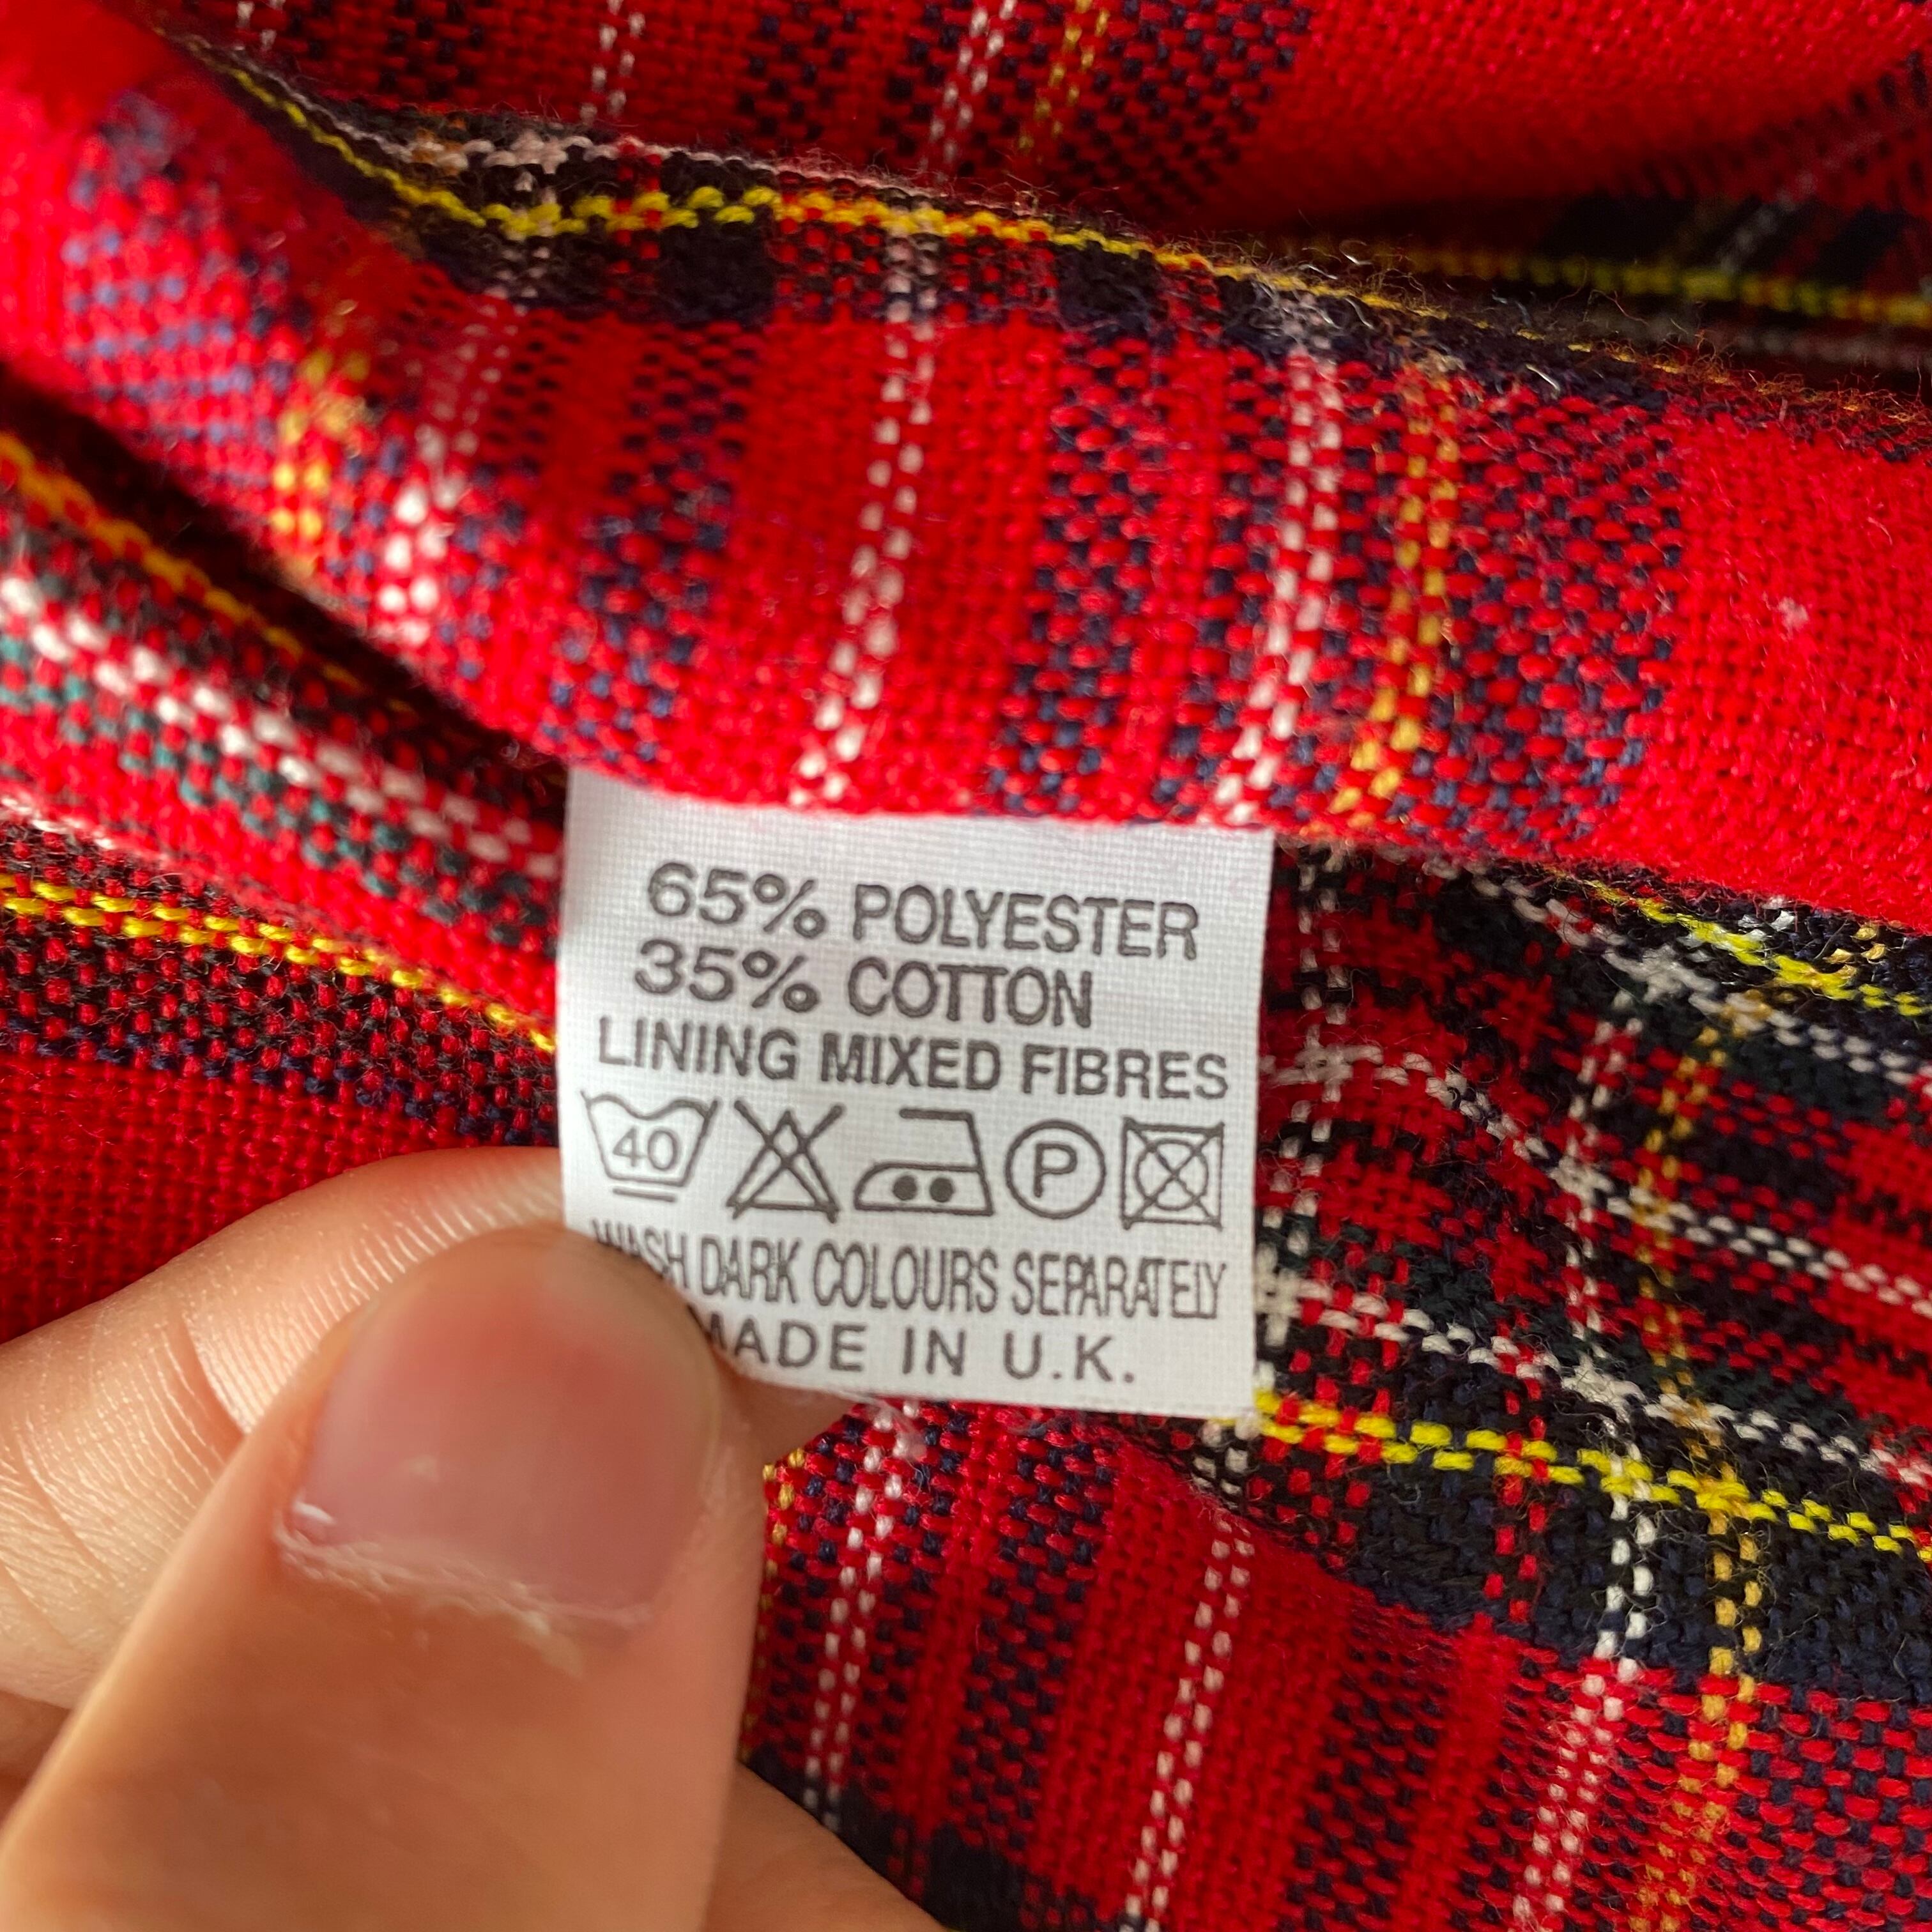 65% POLYESTER
35% COTTON
LINING MIXED FIBRES
40 P
WASH DARK COLOURS SEPARATELY
MADE IN U.K.